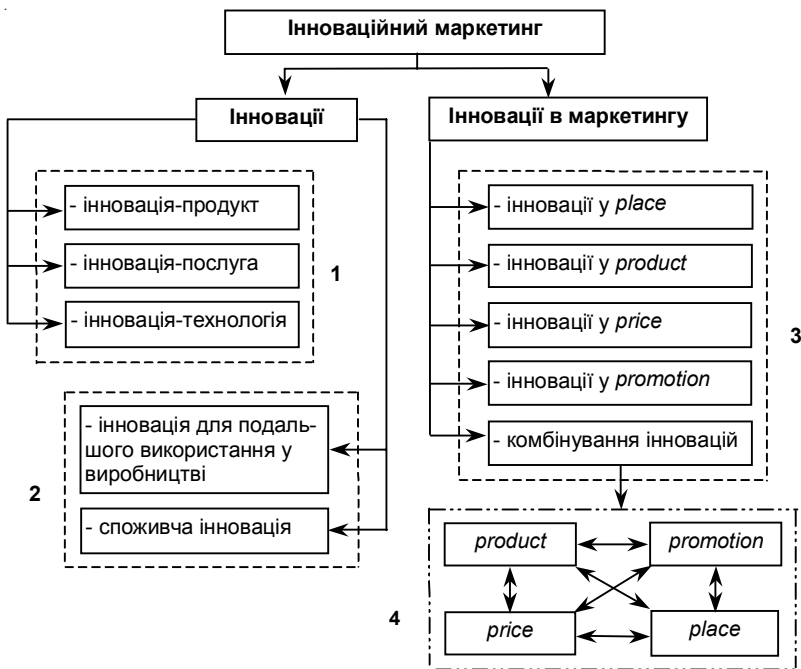 Інноваційний маркетинг
Інновації
Інновації в маркетингу
- інновація-продукт
- інновація-послуга
- інновація-технологія
1
- інновація для подаль-
шого використання у
виробництві
- споживча інновація
2
- інновації у place
- інновації у product
- інновації у price
- інновації у promotion
- комбінування інновацій
3
product
promotion
price
place
4